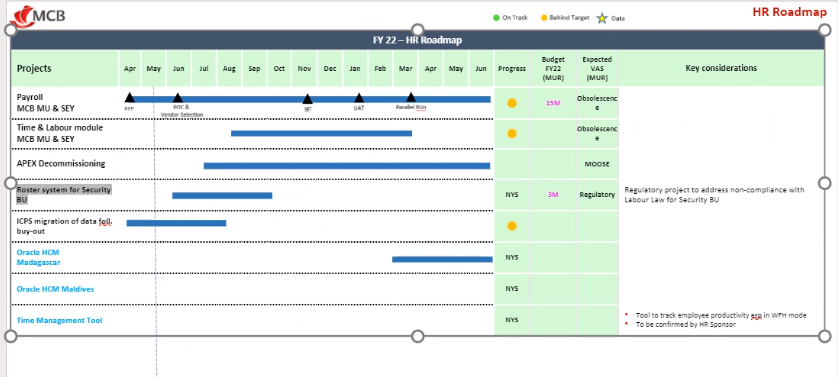 MCB
On Track
Behind Target
Data
HR Roadmap
FY 22 – HR Roadmap
Projects
Apr May Jun Jul Aug Sep Oct Nov Dec Jan Feb Mar Apr May Jun
Progress
Budget
FY22
(MUR)
Expected
VAS
(MUR)
Key considerations
Payroll
MCB MU & SEY
RFP
POC &
Vendor Selection
SIT
UAT
Parallel RUn
15M
Obsolescenc
e
Time & Labour module
MCB MU & SEY
Obsolescenc
e
APEX Decommissioning
MOOSE
Roster system for Security
BU
NYS
3M
Regulatory
Regulatory project to address non-compliance with
Labour Law for Security BU
ICPS migration of data foll.
buy-out
Oracle HCM
Madagascar
NYS
Oracle HCM Maldives
NYS
Time Management Tool
NYS
• Tool to track employee productivity esp in WFH mode
• To be confirmed by HR Sponsor